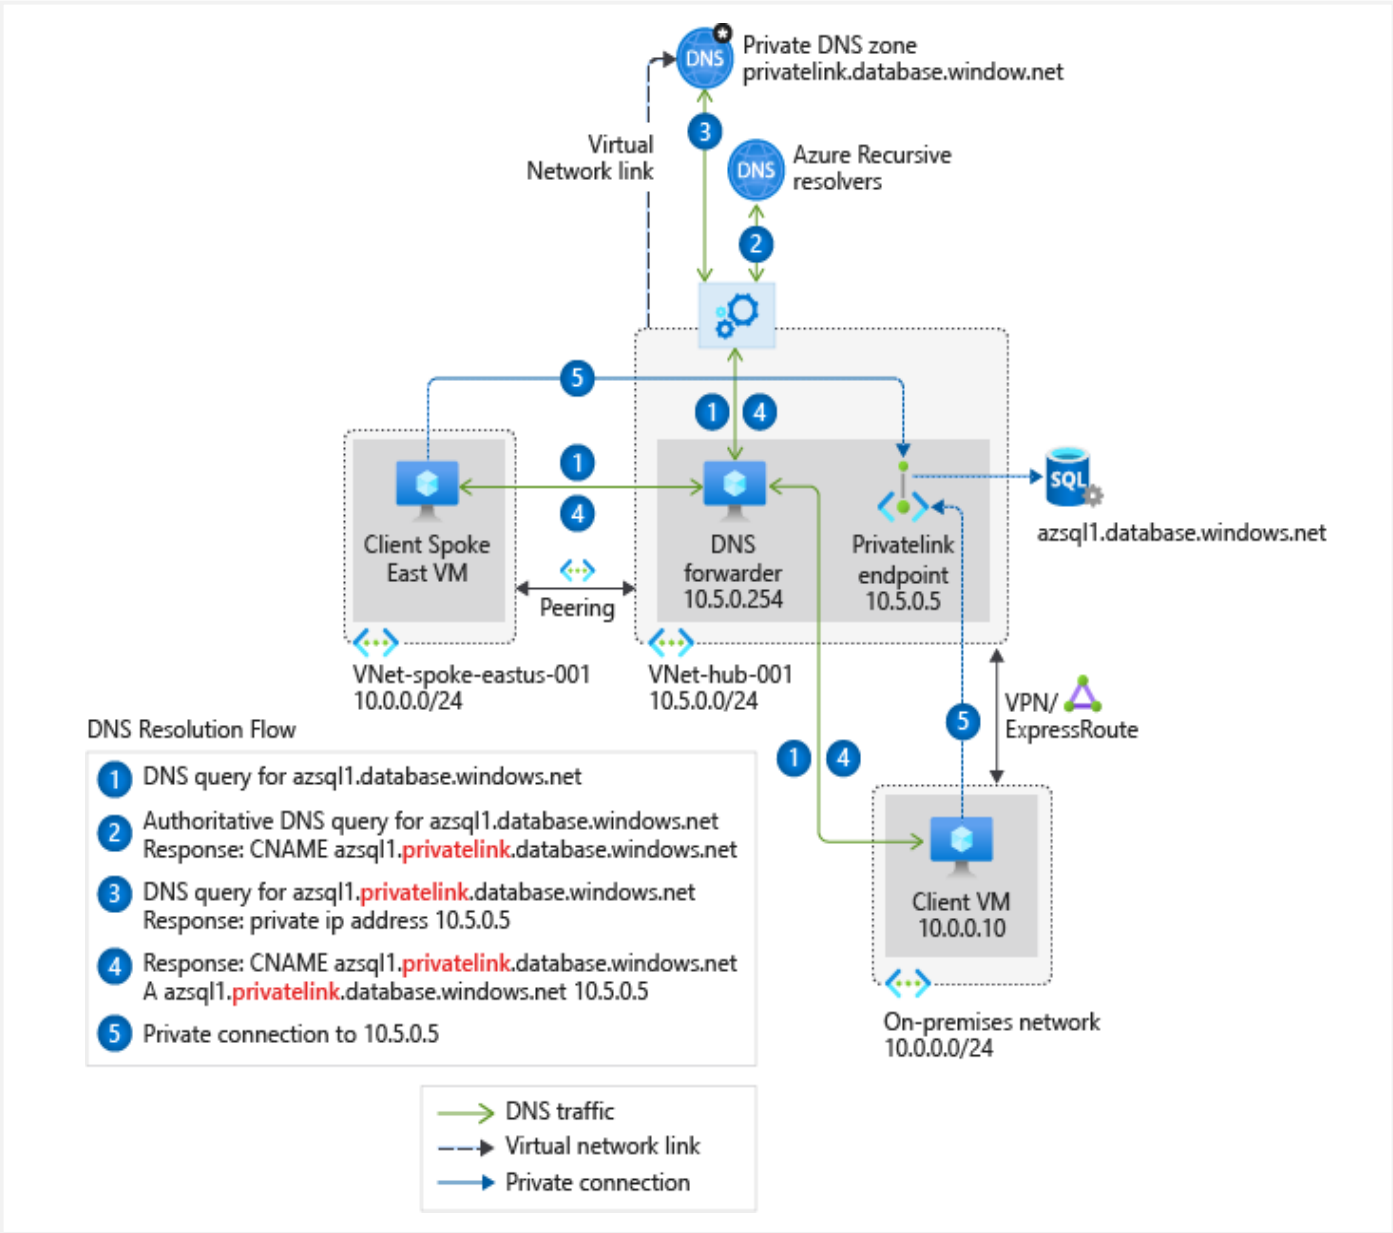 DNS
*
Private DNS zone
privatelink.database.window.net
3
Virtual
Network link
DNS
Azure Recursive
resolvers
2
5
1
4
1
4
SQL
azsql1.database.windows.net
Client Spoke
East VM
DNS
forwarder
10.5.0.254
Privatelink
endpoint
10.5.0.5
Peering
VNet-spoke-eastus-001
10.0.0.0/24
VNet-hub-001
10.5.0.0/24
VPN/
ExpressRoute
5
1
4
Client VM
10.0.0.10
On-premises network
10.0.0.0/24
DNS Resolution Flow
1 DNS query for azsql1.database.windows.net
2 Authoritative DNS query for azsql1.database.windows.net
Response: CNAME azsql1.privatelink.database.windows.net
3 DNS query for azsql1.privatelink.database.windows.net
Response: private ip address 10.5.0.5
4 Response: CNAME azsql1.privatelink.database.windows.net
A azsql1.privatelink.database.windows.net 10.5.0.5
5 Private connection to 10.5.0.5
DNS traffic
Virtual network link
Private connection